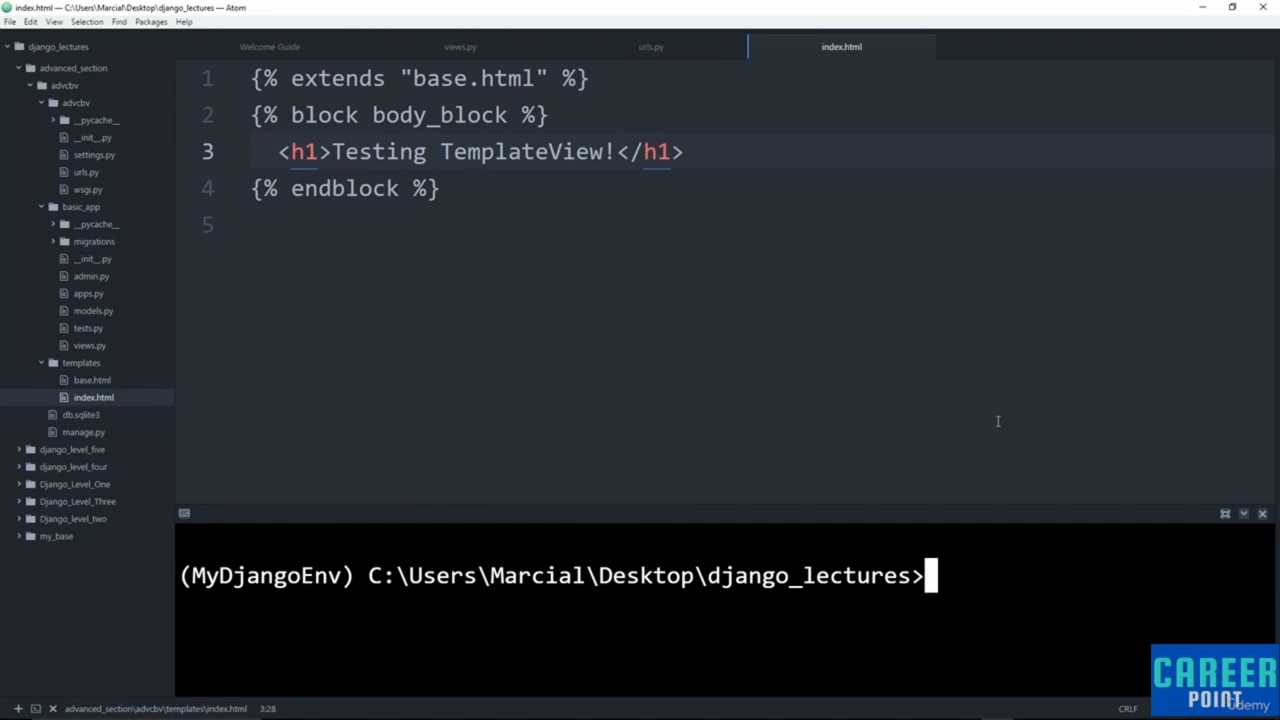 index.html — C:\Users\Marcial\Desktop\django_lectures — Atom
File Edit View Selection Find Packages Help
django_lectures
advanced_section
advcbv
advcbv
__pycache__
__init__.py
settings.py
urls.py
wsgi.py
basic_app
__pycache__
migrations
__init__.py
admin.py
apps.py
models.py
tests.py
views.py
templates
base.html
index.html
db.sqlite3
manage.py
django_level_five
django_level_four
Django_Level_One
Django_Level_Three
Django_level_two
my_base
Welcome Guide views.py urls.py index.html
1 {% extends "base.html" %}
2 {% block body_block %}
3 <h1>Testing TemplateView!</h1>
4 {% endblock %}
5
(MyDjangoEnv) C:\Users\Marcial\Desktop\django_lectures>
advanced_section\advcbv\templates\index.html 3:28 CRLF
CAREER
POINT
Udemy